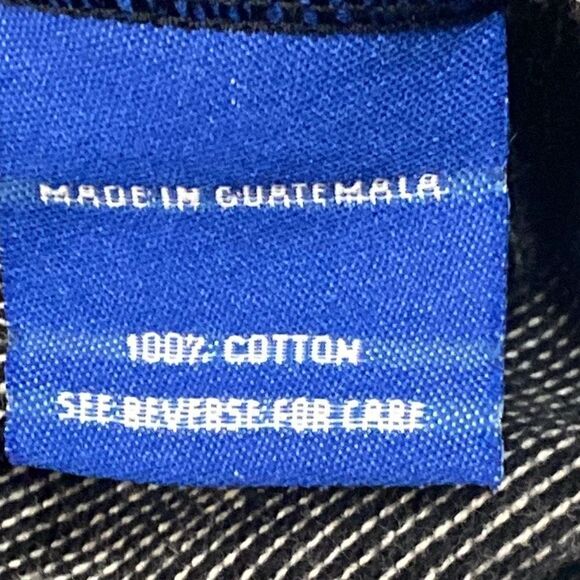 MADE IN GUATEMALA
100% COTTON
SEE REVERSE FOR CARE